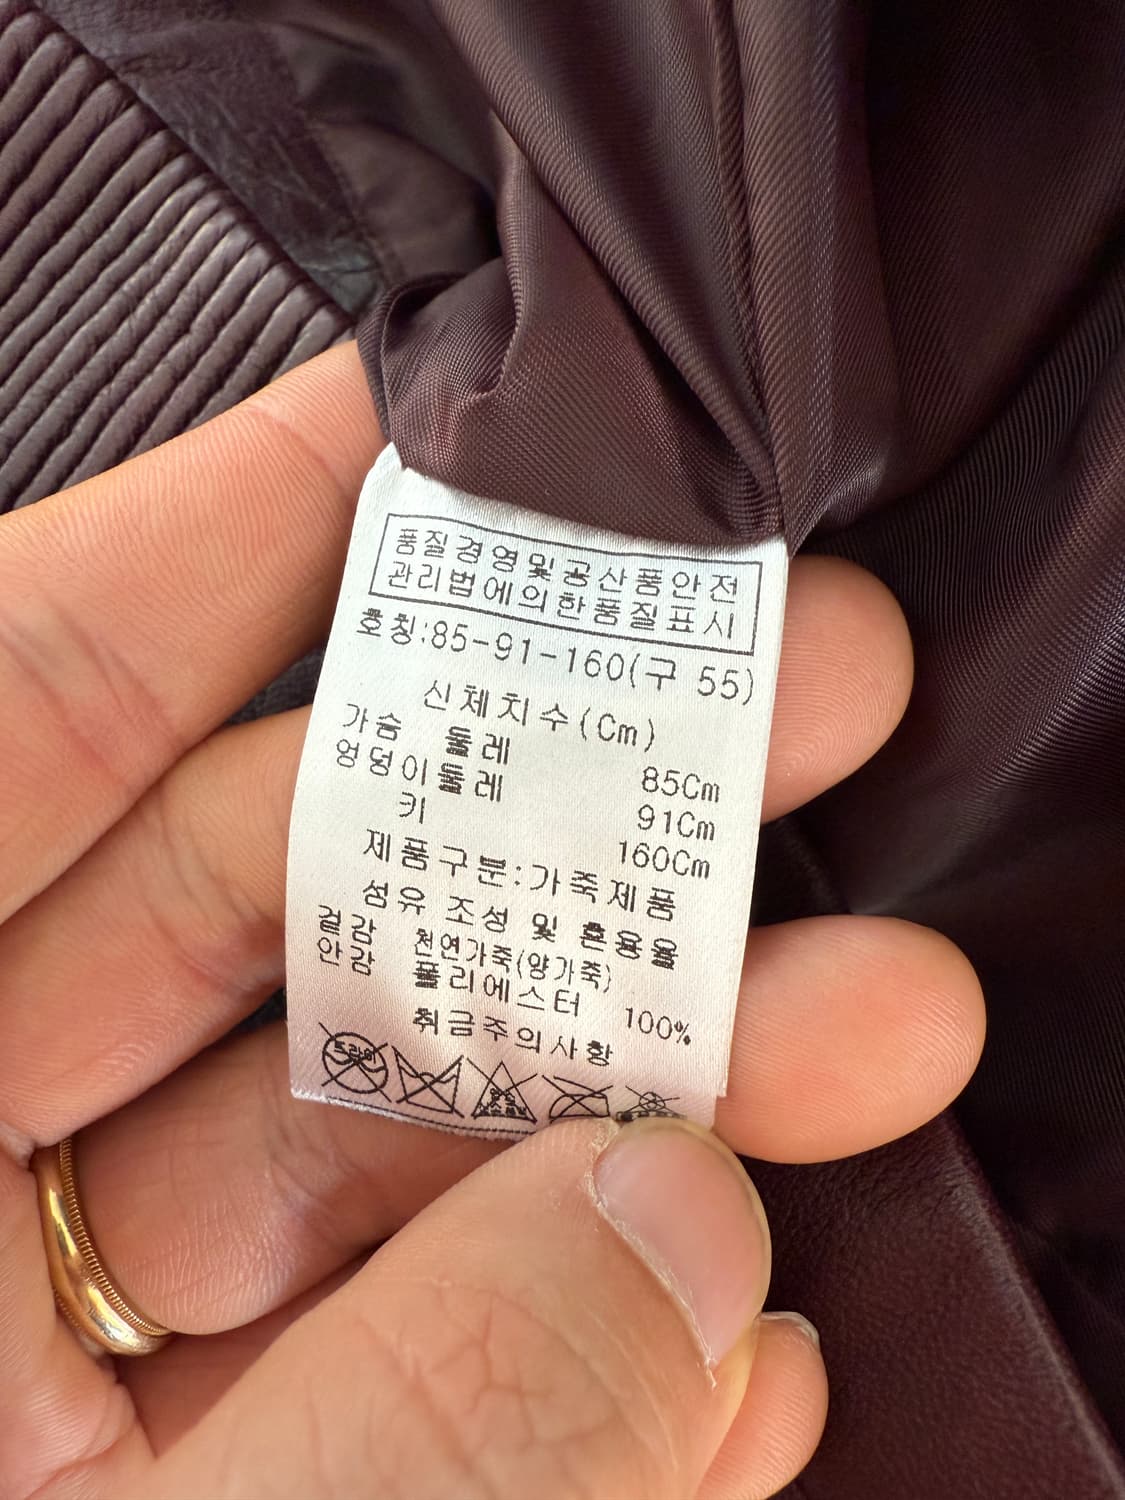 품질경영및공산품안전
관리법에의한품질표시
호칭:85-91-160(구 55)
신체치수(Cm)
가슴 둘레 85Cm
엉덩이둘레 91Cm
키 160Cm
제품구분:가죽제품
섬유 조성 및 혼용율
겉감 천연가죽(양가죽)
안감 폴리에스터 100%
취급주의사항
드라이